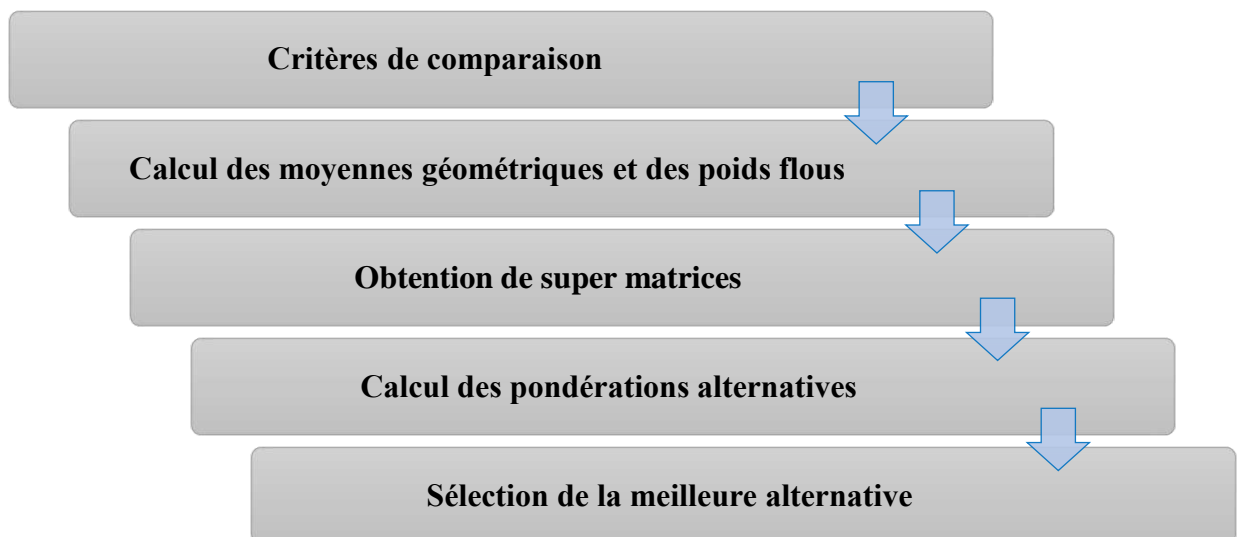 Critères de comparaison
Calcul des moyennes géométriques et des poids flous
Obtention de super matrices
Calcul des pondérations alternatives
Sélection de la meilleure alternative